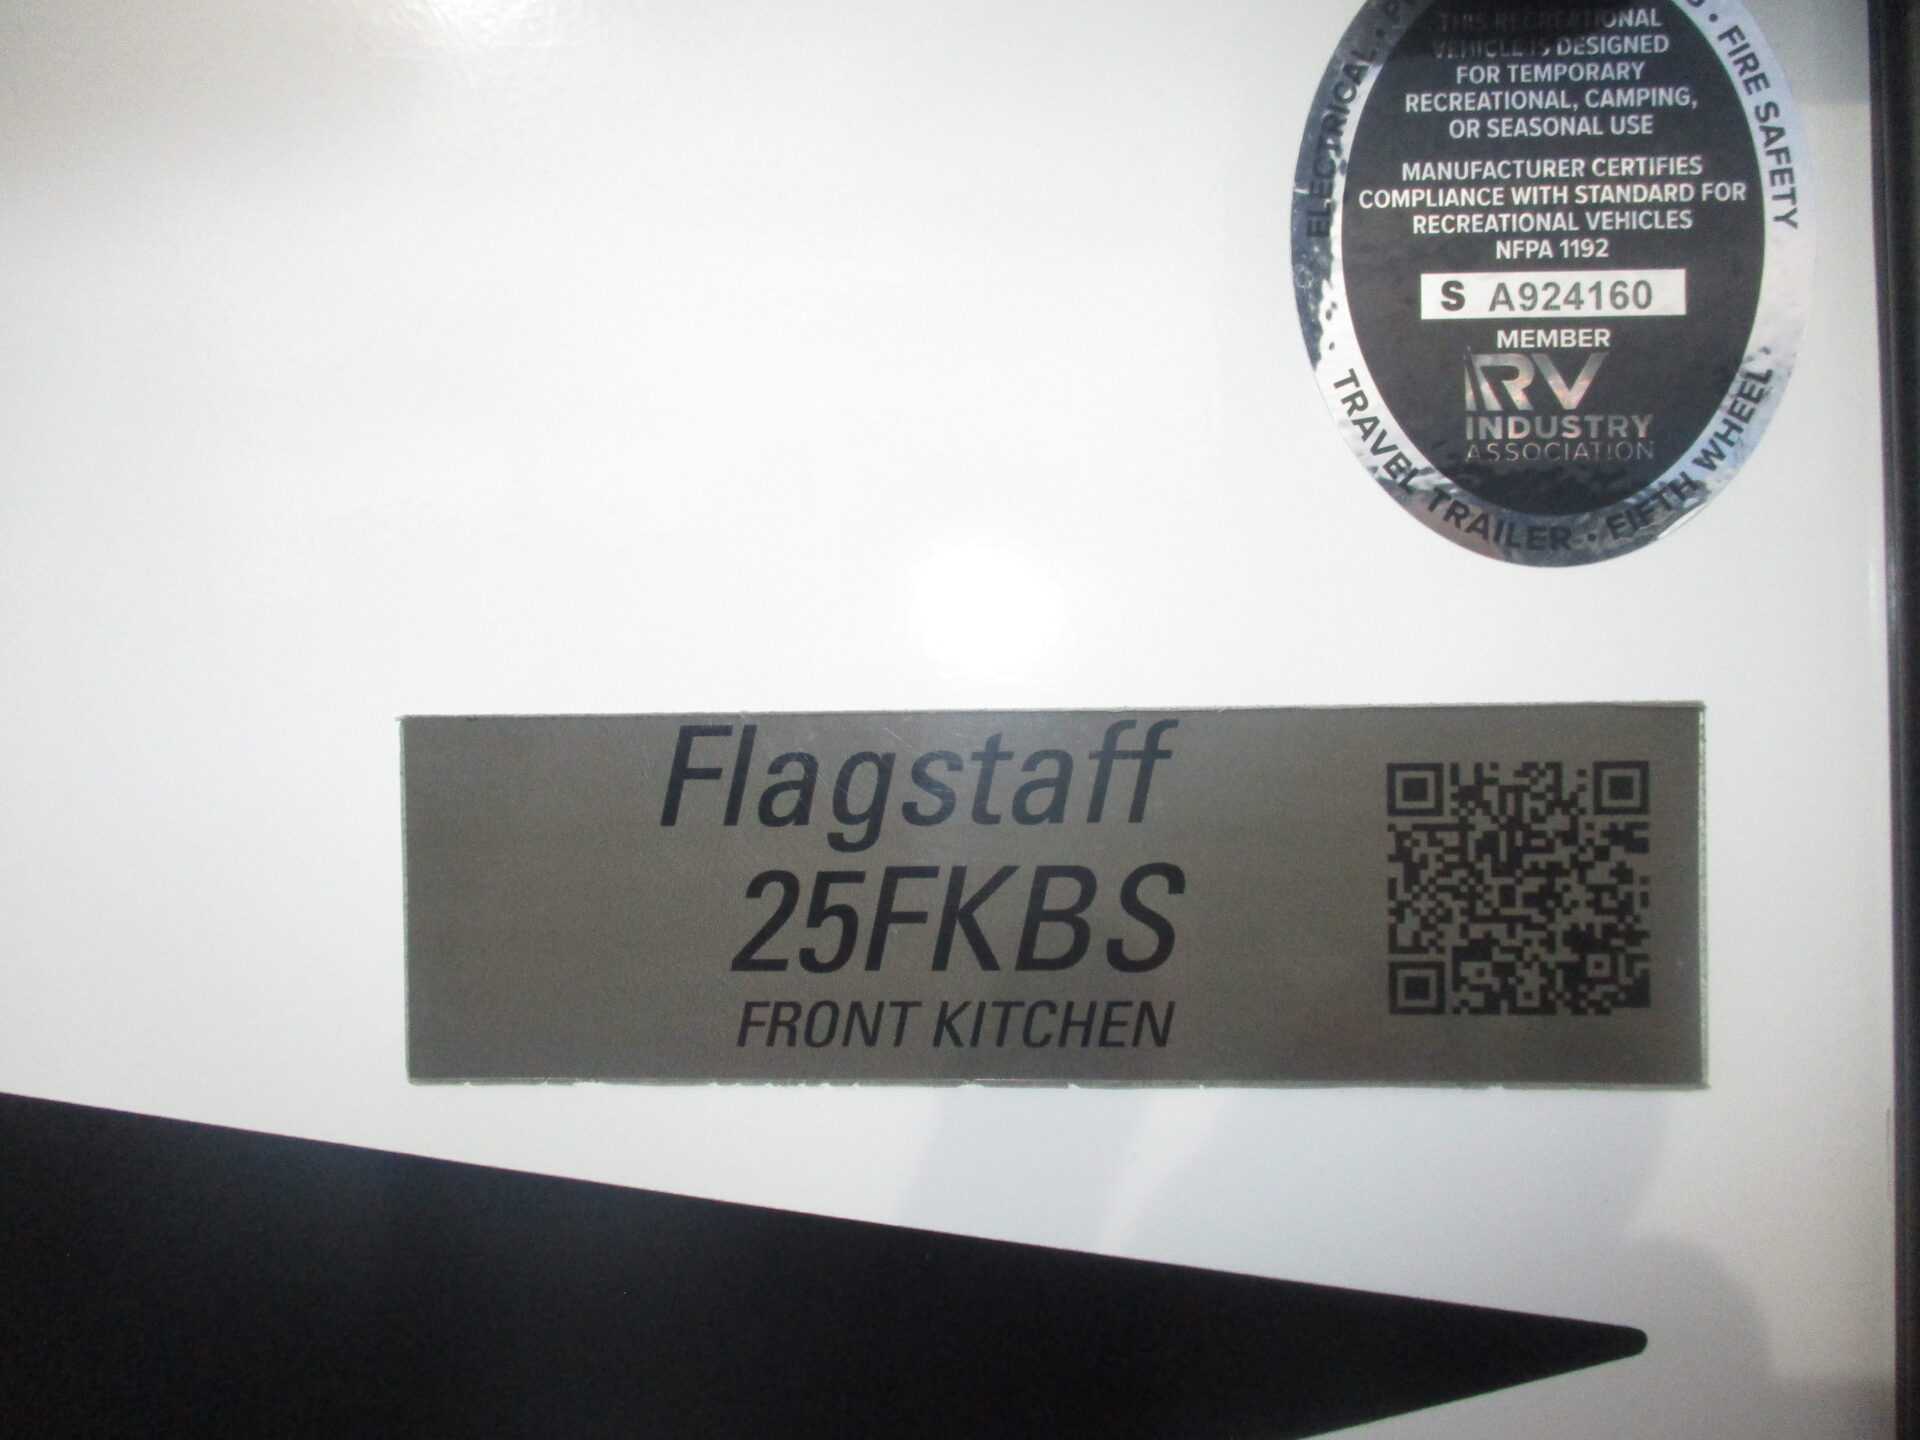 THIS RECREATIONAL
VEHICLE IS DESIGNED
FOR TEMPORARY
RECREATIONAL, CAMPING,
OR SEASONAL USE
MANUFACTURER CERTIFIES
COMPLIANCE WITH STANDARD FOR
RECREATIONAL VEHICLES
NFPA 1192
S A924160
MEMBER
RV
INDUSTRY
ASSOCIATION
ELECTRICAL •
• FIRE SAFETY
• TRAVEL TRAILER • FIFTH WHEEL •
Flagstaff
25FKBS
FRONT KITCHEN